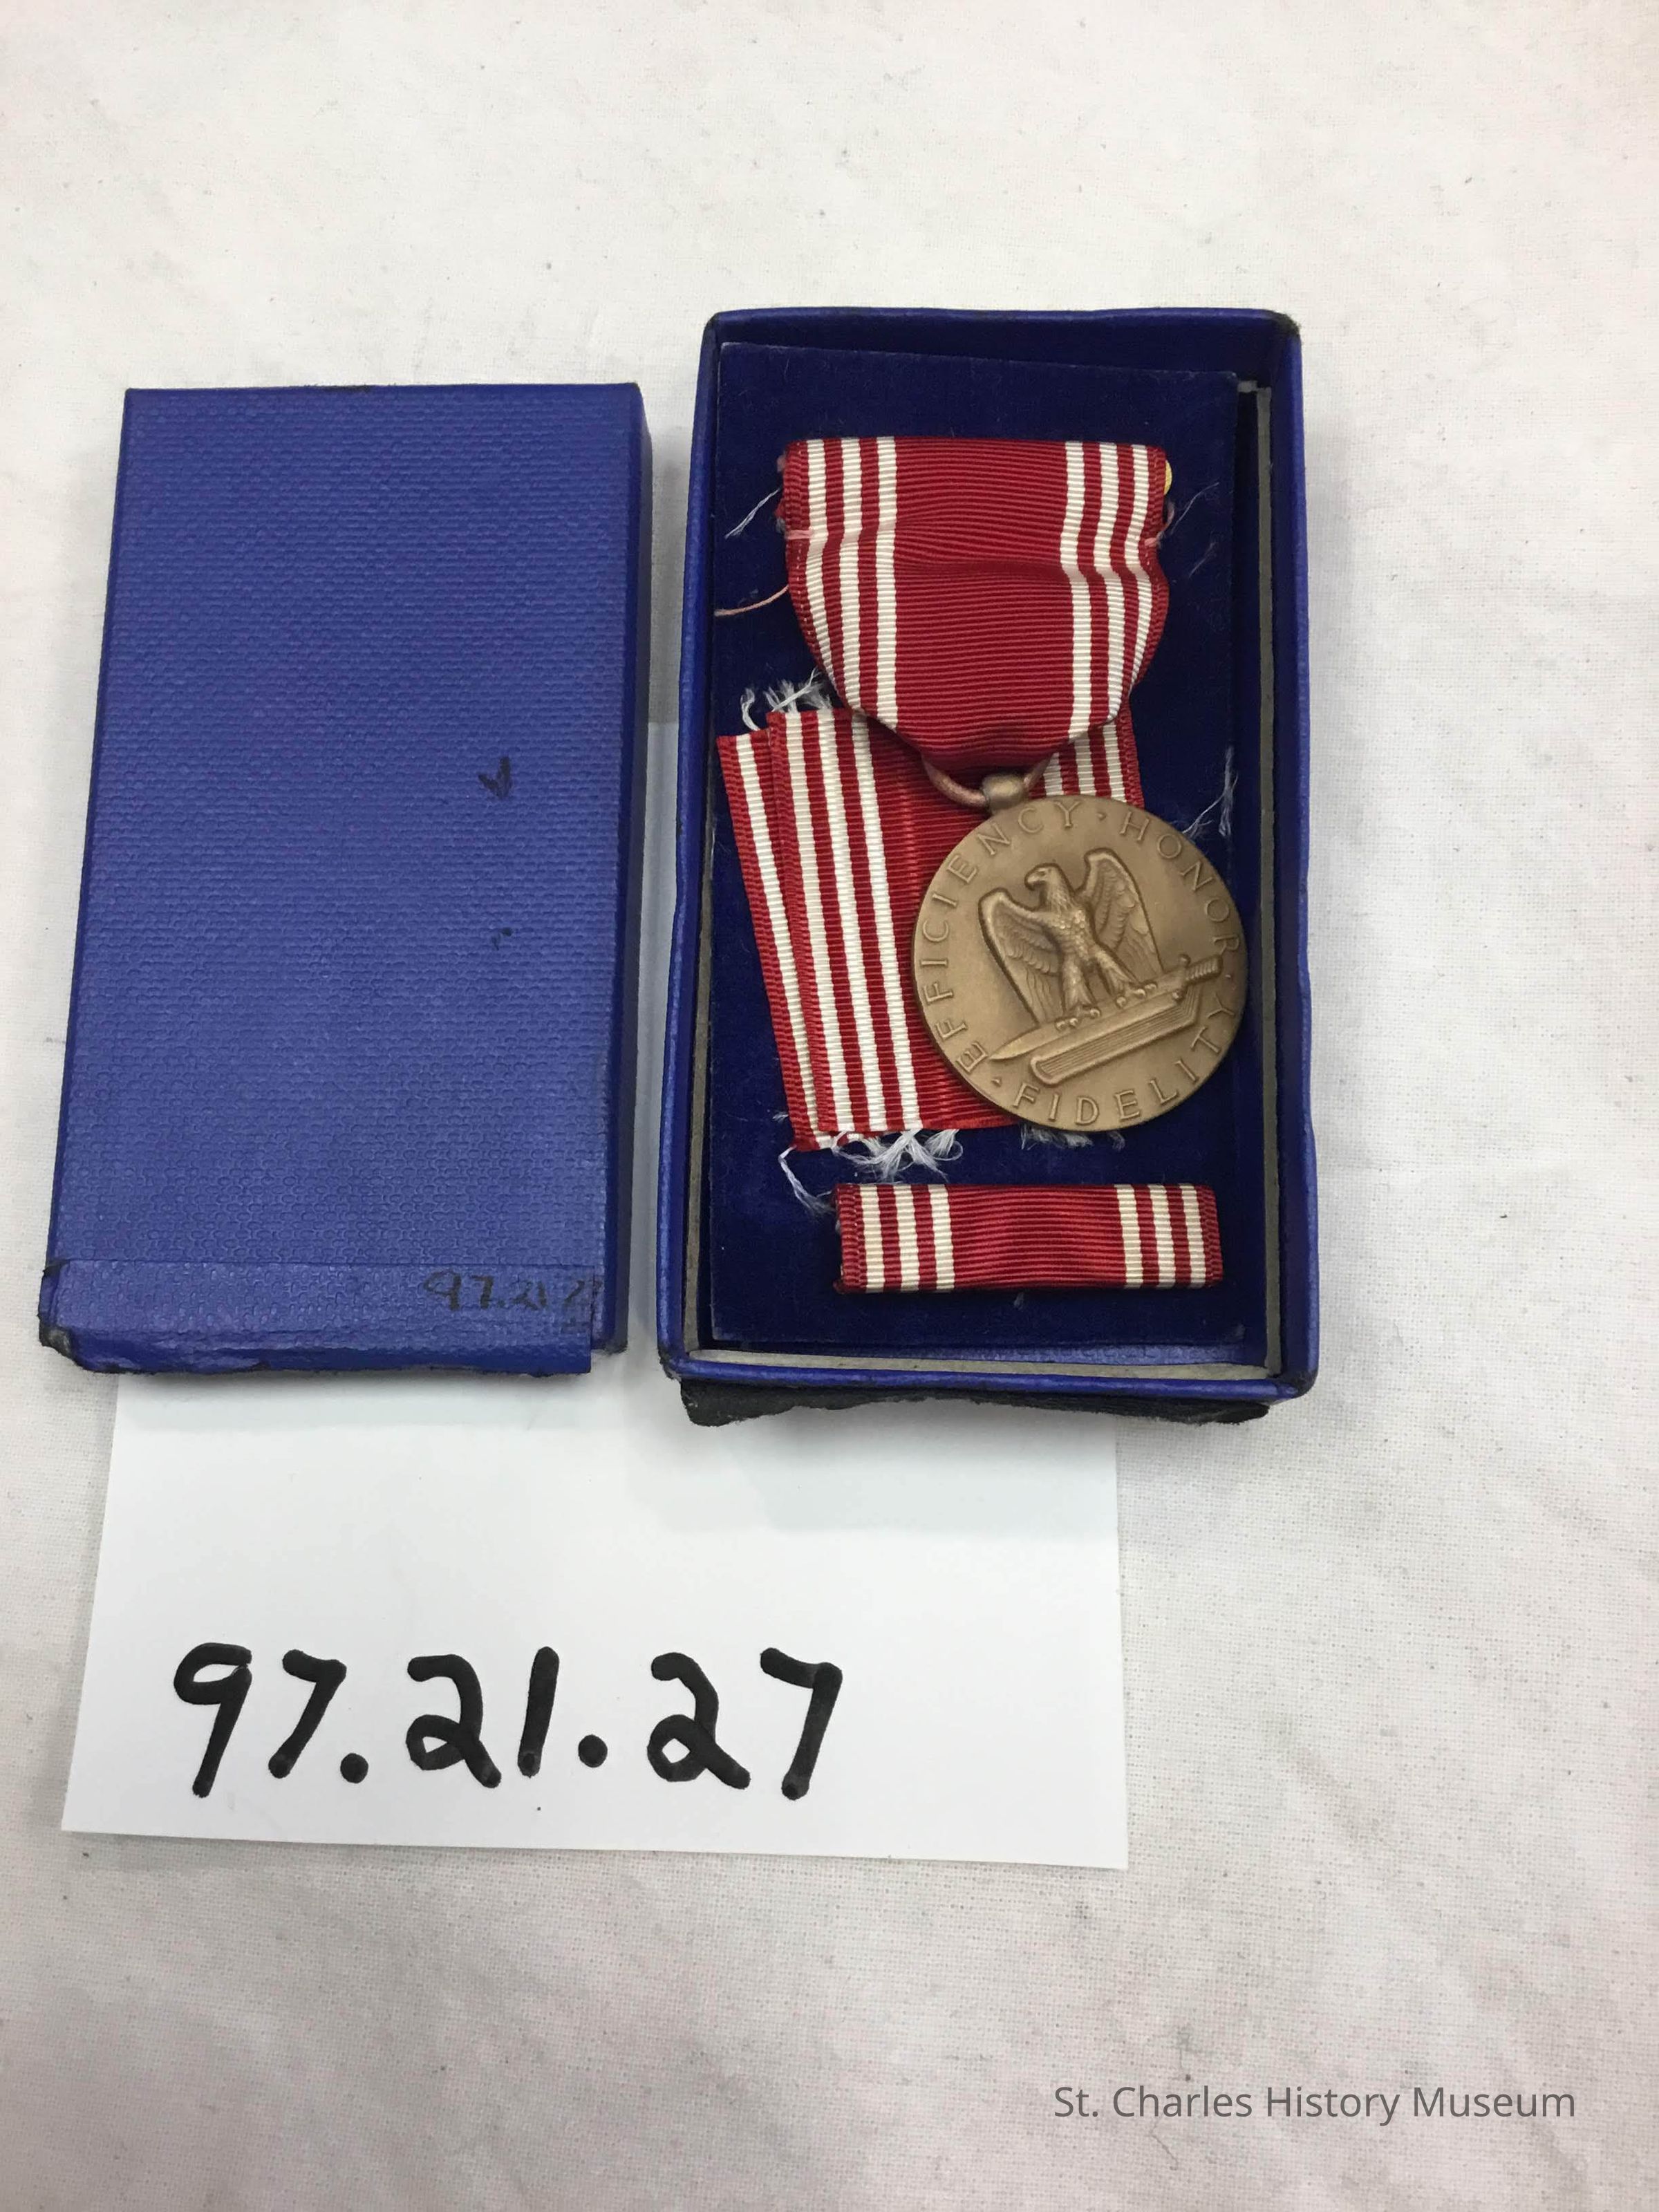 EFFICIENCY · HONOR · FIDELITY ·
97.21.27
97.21.27
St. Charles History Museum